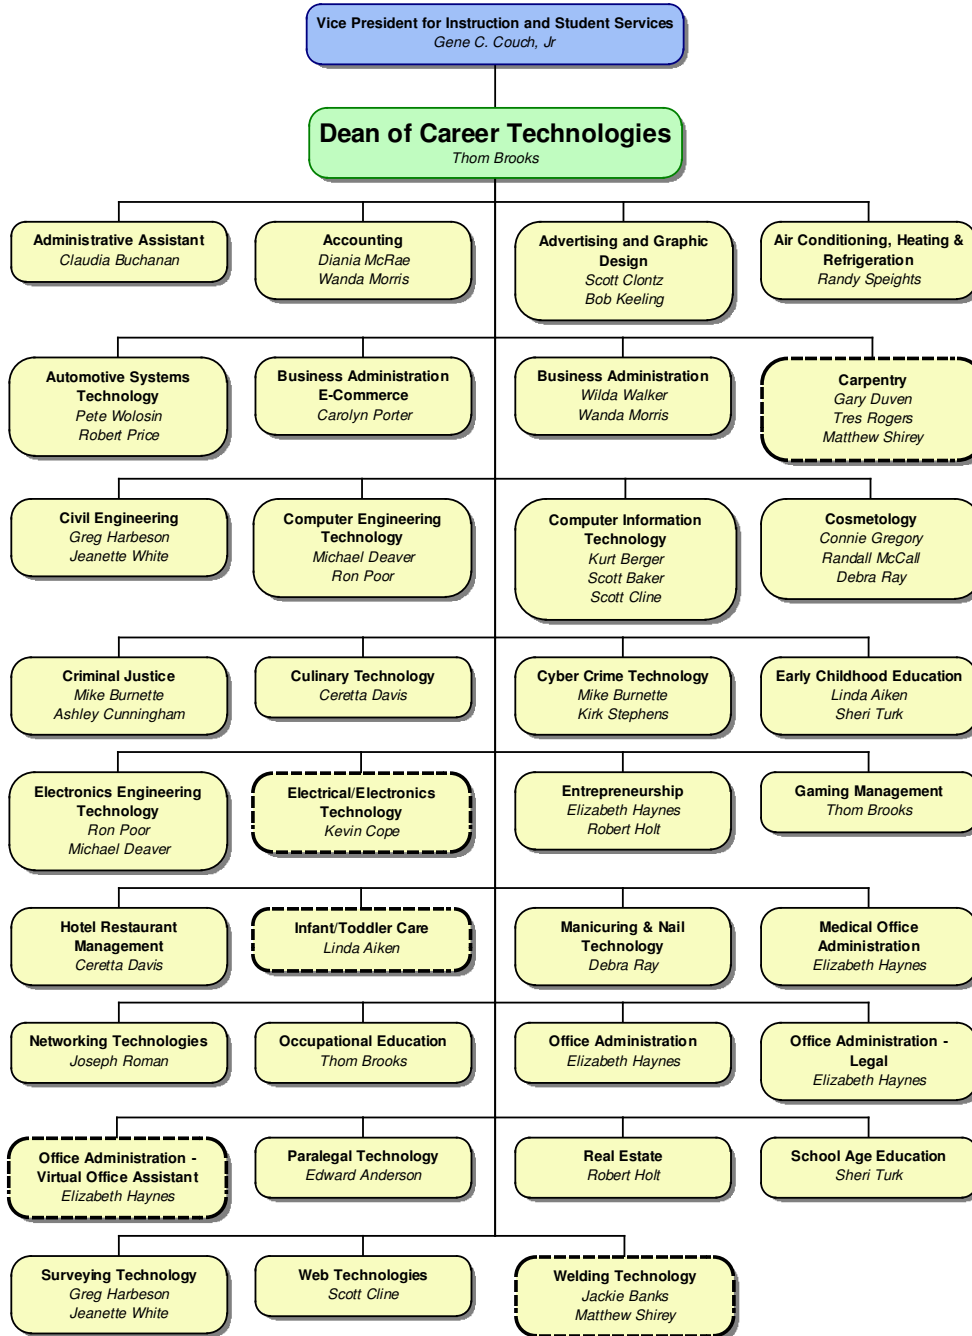 Vice President for Instruction and Student Services
Gene C. Couch, Jr
Dean of Career Technologies
Thom Brooks
Administrative Assistant
Claudia Buchanan
Accounting
Diania McRae
Wanda Morris
Advertising and Graphic
Design
Scott Clontz
Bob Keeling
Air Conditioning, Heating &
Refrigeration
Randy Speights
Automotive Systems
Technology
Pete Wolosin
Robert Price
Business Administration
E-Commerce
Carolyn Porter
Business Administration
Wilda Walker
Wanda Morris
Carpentry
Gary Duven
Tres Rogers
Matthew Shirey
Civil Engineering
Greg Harbeson
Jeanette White
Computer Engineering
Technology
Michael Deaver
Ron Poor
Computer Information
Technology
Kurt Berger
Scott Baker
Scott Cline
Cosmetology
Connie Gregory
Randall McCall
Debra Ray
Criminal Justice
Mike Burnette
Ashley Cunningham
Culinary Technology
Ceretta Davis
Cyber Crime Technology
Mike Burnette
Kirk Stephens
Early Childhood Education
Linda Aiken
Sheri Turk
Electronics Engineering
Technology
Ron Poor
Michael Deaver
Electrical/Electronics
Technology
Kevin Cope
Entrepreneurship
Elizabeth Haynes
Robert Holt
Gaming Management
Thom Brooks
Hotel Restaurant
Management
Ceretta Davis
Infant/Toddler Care
Linda Aiken
Manicuring & Nail
Technology
Debra Ray
Medical Office
Administration
Elizabeth Haynes
Networking Technologies
Joseph Roman
Occupational Education
Thom Brooks
Office Administration
Elizabeth Haynes
Office Administration -
Legal
Elizabeth Haynes
Office Administration -
Virtual Office Assistant
Elizabeth Haynes
Paralegal Technology
Edward Anderson
Real Estate
Robert Holt
School Age Education
Sheri Turk
Surveying Technology
Greg Harbeson
Jeanette White
Web Technologies
Scott Cline
Welding Technology
Jackie Banks
Matthew Shirey